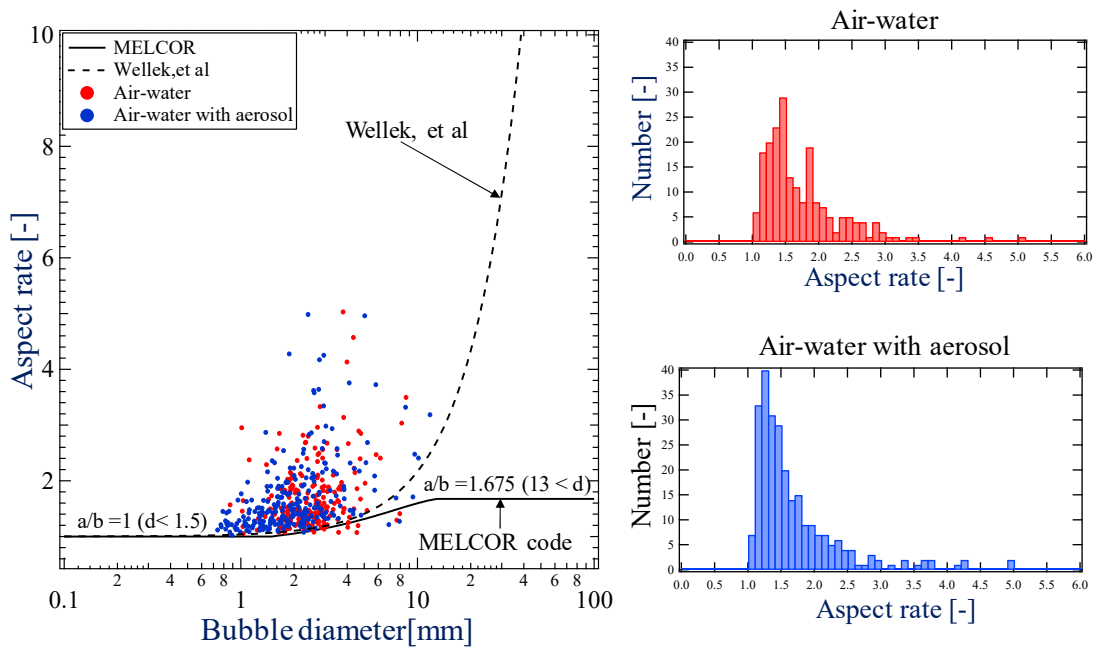 10
8
6
4
2
Aspect rate [-]
MELCOR
Wellek,et al
Air-water
Air-water with aerosol
Wellek, et al
a/b =1.675 (13 < d)
a/b =1 (d< 1.5)
MELCOR code
2 4 6 8 2 4 6 8 2 4 6 8
0.1 1 10 100
Bubble diameter[mm]
Air-water
Number [-]
40
35
30
25
20
15
10
5
0
0.0 0.5 1.0 1.5 2.0 2.5 3.0 3.5 4.0 4.5 5.0 5.5 6.0
Aspect rate [-]
Air-water with aerosol
Number [-]
40
35
30
25
20
15
10
5
0
0.0 0.5 1.0 1.5 2.0 2.5 3.0 3.5 4.0 4.5 5.0 5.5 6.0
Aspect rate [-]